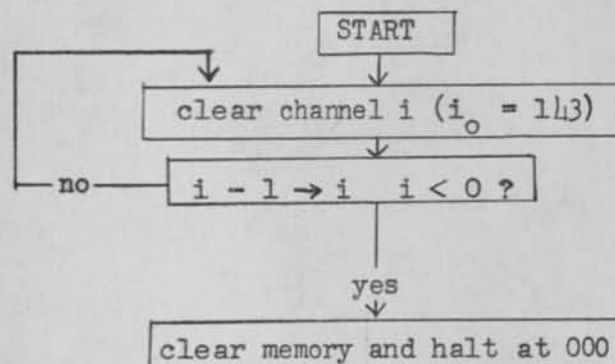 START
clear channel i (i₀ = 143)
i - 1 → i   i < 0 ?
no
yes
clear memory and halt at 000